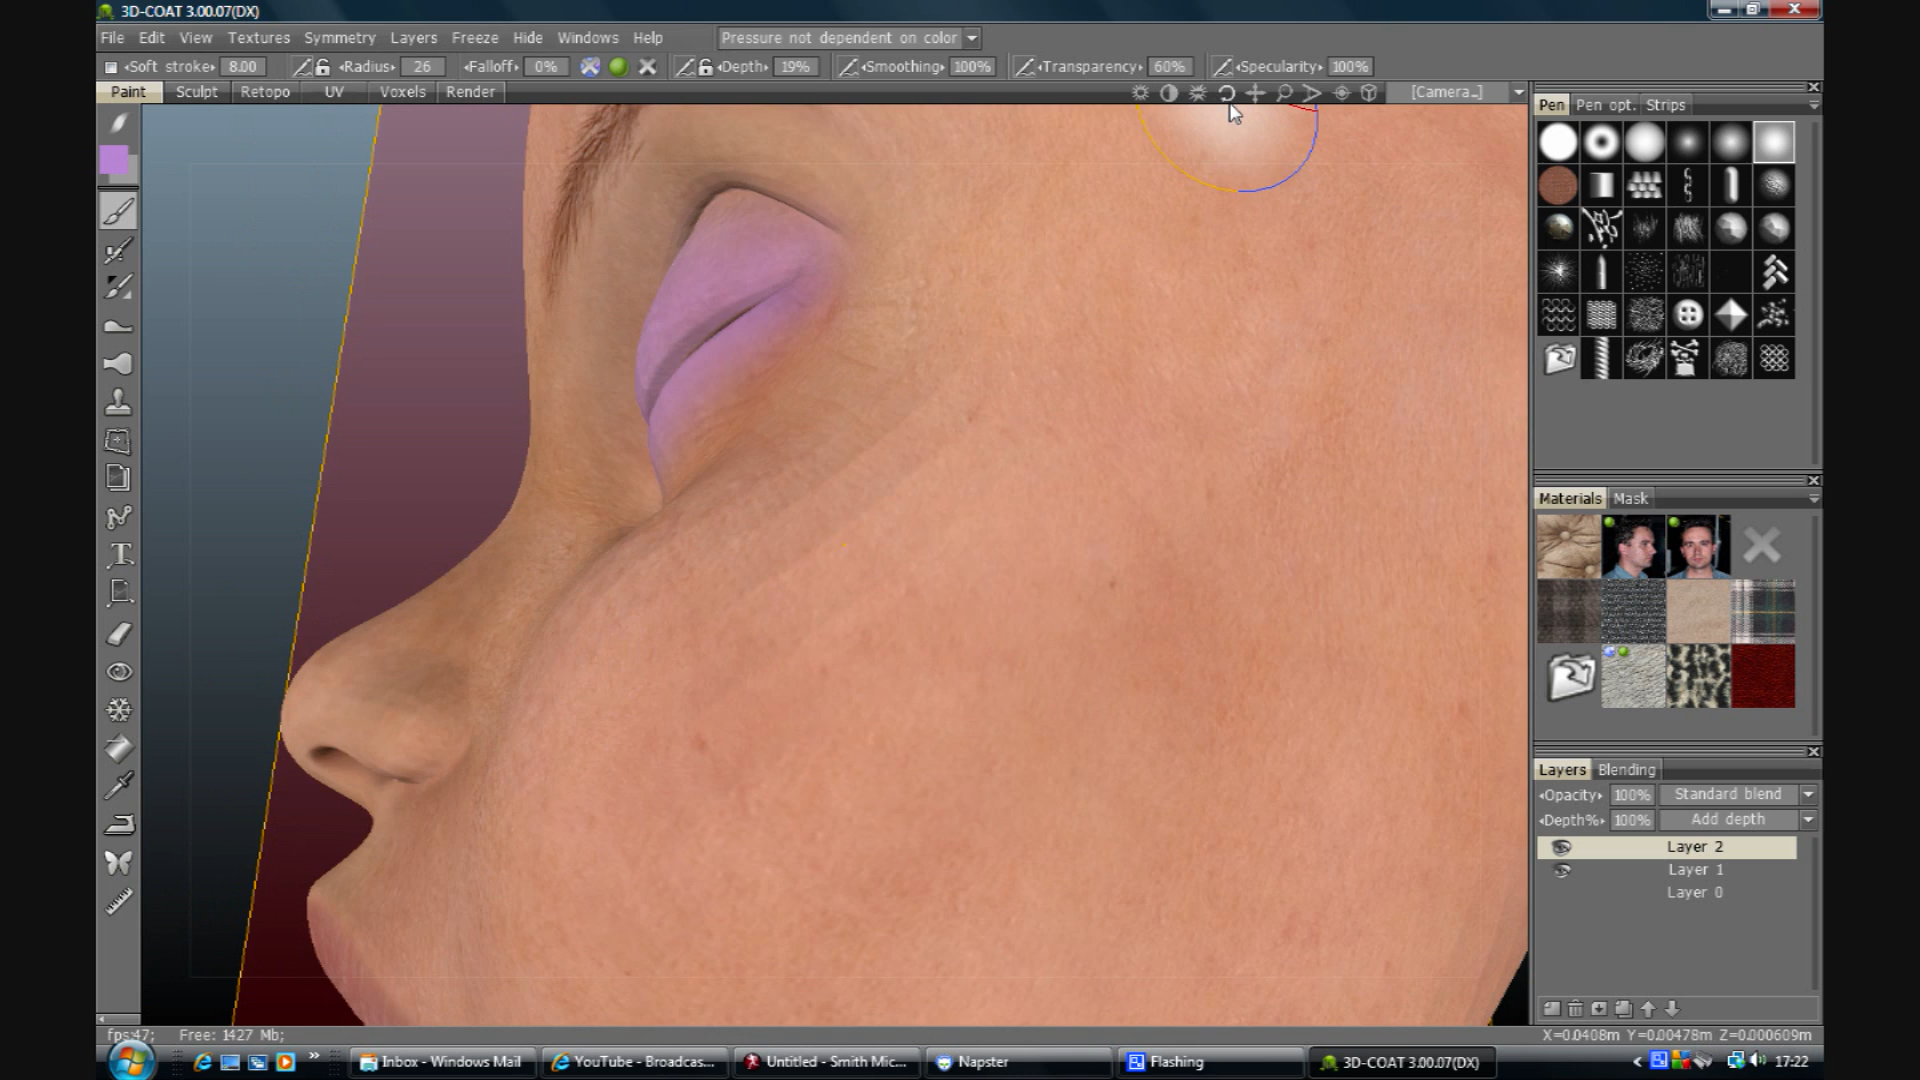 3D-COAT 3.00.07(DX)
File Edit View Textures Symmetry Layers Freeze Hide Windows Help Pressure not dependent on color
Soft stroke 8.00 Radius 26 Falloff 0% Depth 19% Smoothing 100% Transparency 60% Specularity 100%
Paint Sculpt Retopo UV Voxels Render [Camera..]
Pen Pen opt. Strips
Materials Mask
Layers Blending
Opacity 100% Standard blend
Depth% 100% Add depth
Layer 2
Layer 1
Layer 0
fps:47; Free: 1427 Mb; X=0.0408m Y=0.00478m Z=0.000609m
Inbox - Windows Mail YouTube - Broadcas... Untitled - Smith Mic... Napster Flashing 3D-COAT 3.00.07(DX) 17:22